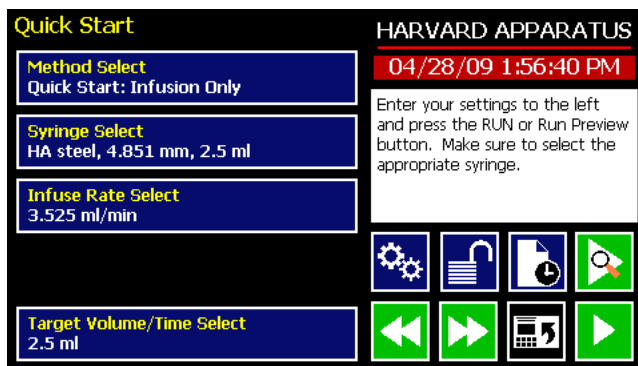 Quick Start
Method Select
Quick Start: Infusion Only
Syringe Select
HA steel, 4.851 mm, 2.5 ml
Infuse Rate Select
3.525 ml/min
Target Volume/Time Select
2.5 ml
HARVARD APPARATUS
04/28/09 1:56:40 PM
Enter your settings to the left
and press the RUN or Run Preview
button. Make sure to select the
appropriate syringe.